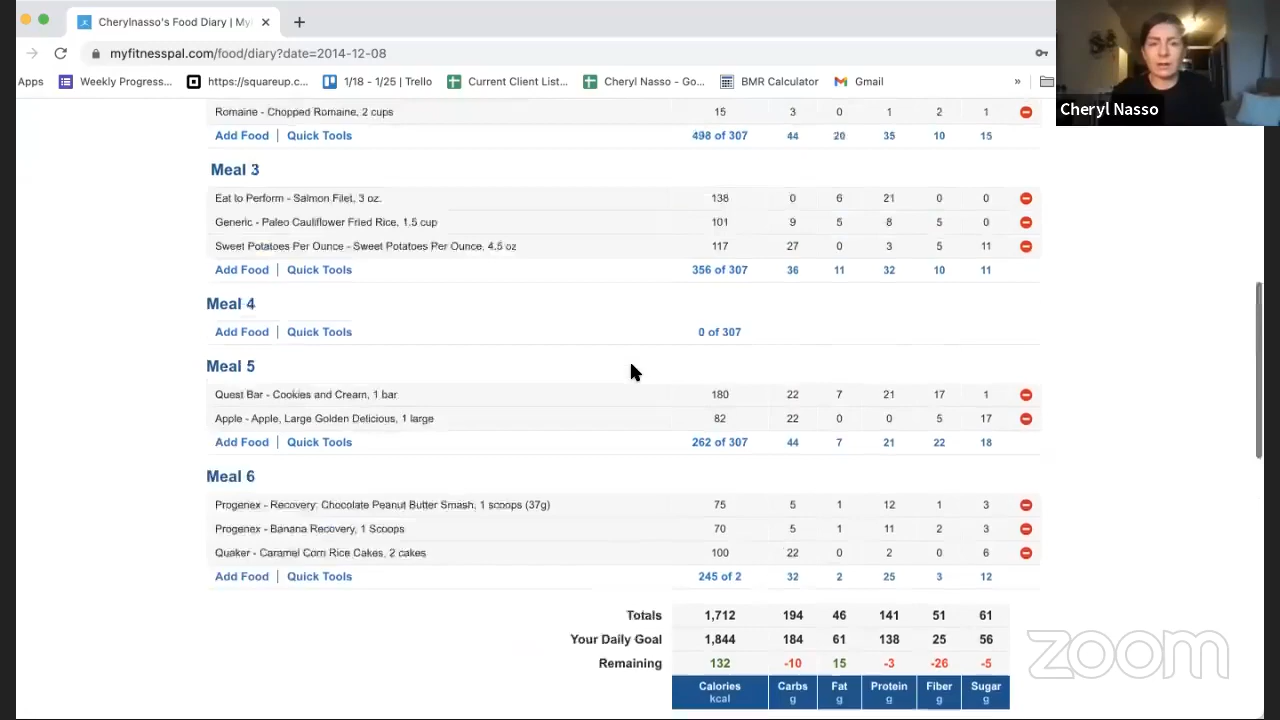 Cherylnasso's Food Diary | My
myfitnesspal.com/food/diary?date=2014-12-08
Apps Weekly Progress... https://squareup.c... 1/18 - 1/25 | Trello Current Client List... Cheryl Nasso - Go... BMR Calculator Gmail »
Cheryl Nasso
Romaine - Chopped Romaine, 2 cups 15 3 0 1 2 1
Add Food | Quick Tools 498 of 307 44 20 35 10 15
Meal 3
Eat to Perform - Salmon Filet, 3 oz. 138 0 6 21 0 0
Generic - Paleo Cauliflower Fried Rice, 1.5 cup 101 9 5 8 5 0
Sweet Potatoes Per Ounce - Sweet Potatoes Per Ounce, 4.5 oz 117 27 0 3 5 11
Add Food | Quick Tools 356 of 307 36 11 32 10 11
Meal 4
Add Food | Quick Tools 0 of 307
Meal 5
Quest Bar - Cookies and Cream, 1 bar 180 22 7 21 17 1
Apple - Apple, Large Golden Delicious, 1 large 82 22 0 0 5 17
Add Food | Quick Tools 262 of 307 44 7 21 22 18
Meal 6
Progenex - Recovery: Chocolate Peanut Butter Smash, 1 scoops (37g) 75 5 1 12 1 3
Progenex - Banana Recovery, 1 Scoops 70 5 1 11 2 3
Quaker - Caramel Corn Rice Cakes, 2 cakes 100 22 0 2 0 6
Add Food | Quick Tools 245 of 2 32 2 25 3 12
Totals 1,712 194 46 141 51 61
Your Daily Goal 1,844 184 61 138 25 56
Remaining 132 -10 15 -3 -26 -5
Calories Carbs Fat Protein Fiber Sugar
kcal g g g g g
zoom